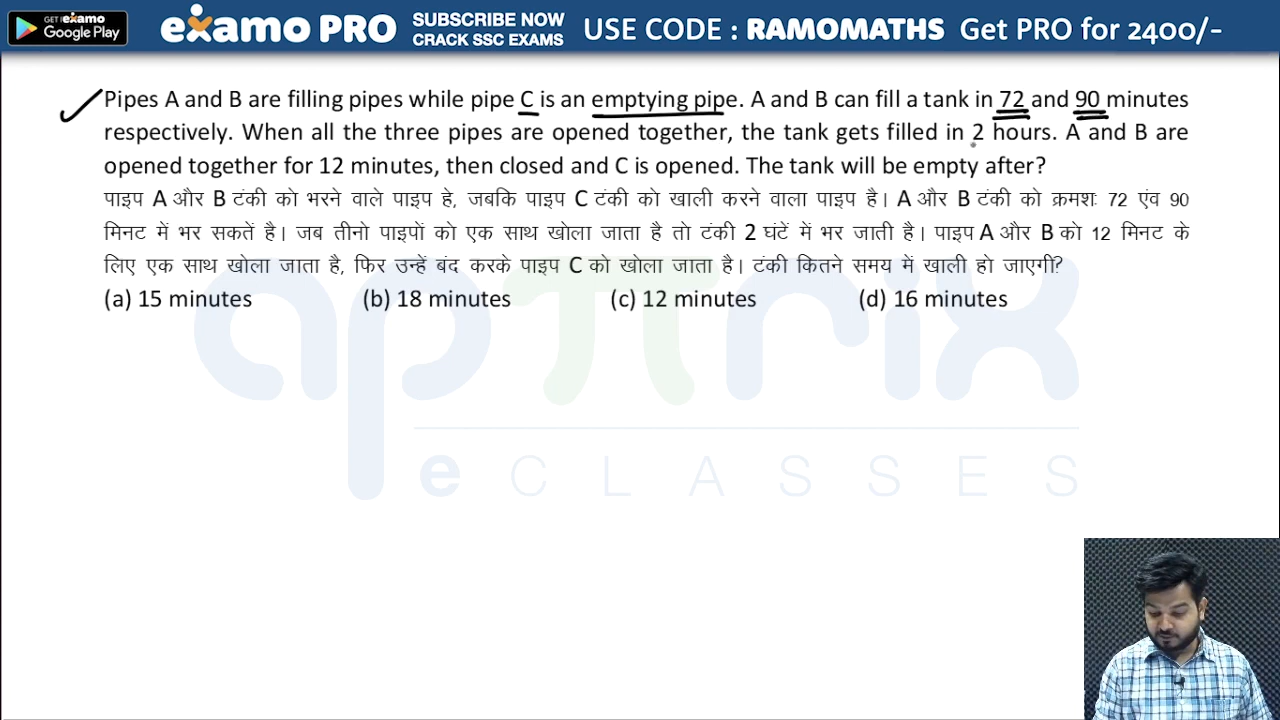 GET IT ON examo
Google Play
examo PRO
SUBSCRIBE NOW
CRACK SSC EXAMS
USE CODE : RAMOMATHS Get PRO for 2400/-
Pipes A and B are filling pipes while pipe C is an emptying pipe. A and B can fill a tank in 72 and 90 minutes
respectively. When all the three pipes are opened together, the tank gets filled in 2 hours. A and B are
opened together for 12 minutes, then closed and C is opened. The tank will be empty after?
पाइप A और B टंकी को भरने वाले पाइप हे, जबकि पाइप C टंकी को खाली करने वाला पाइप है। A और B टंकी को क्रमशः 72 एंव 90
मिनट में भर सकतें है। जब तीनो पाइपों को एक साथ खोला जाता है तो टंकी 2 घंटें में भर जाती है। पाइप A और B को 12 मिनट के
लिए एक साथ खोला जाता है, फिर उन्हें बंद करके पाइप C को खोला जाता है। टंकी कितने समय में खाली हो जाएगी?
(a) 15 minutes (b) 18 minutes (c) 12 minutes (d) 16 minutes
apπrix
eCLASSES